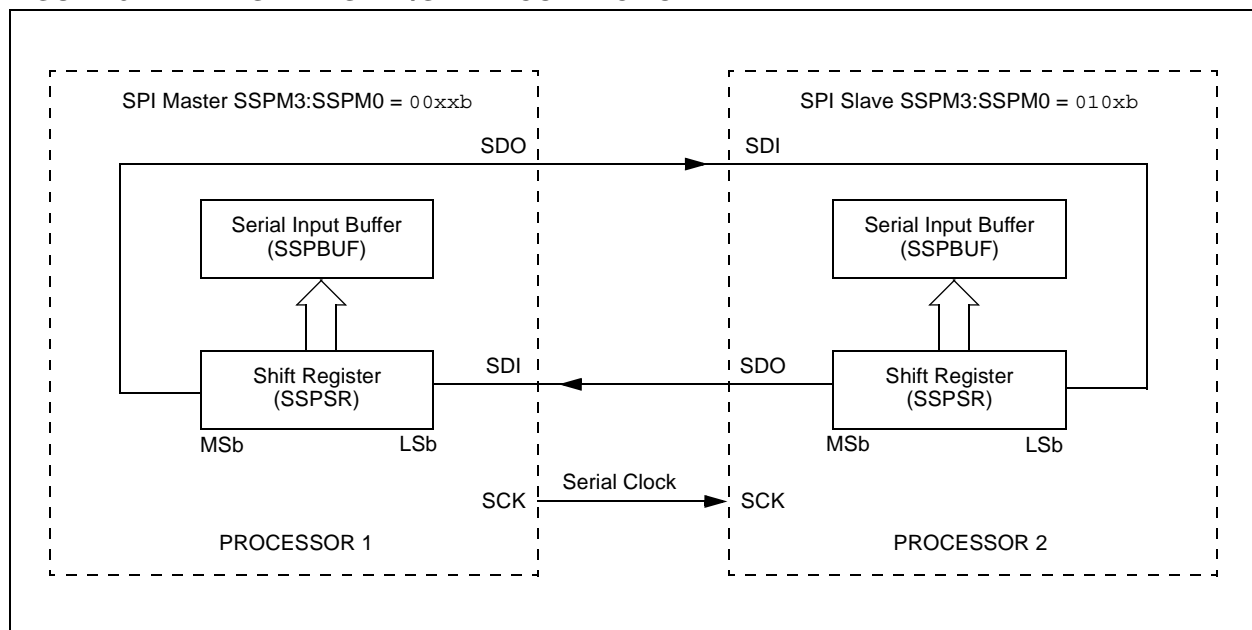 SPI Master SSPM3:SSPM0 = 00xxb
SPI Slave SSPM3:SSPM0 = 010xb
SDO
SDI
Serial Input Buffer
(SSPBUF)
Serial Input Buffer
(SSPBUF)
Shift Register
(SSPSR)
SDI
SDO
Shift Register
(SSPSR)
MSb
LSb
MSb
LSb
Serial Clock
SCK
SCK
PROCESSOR 1
PROCESSOR 2